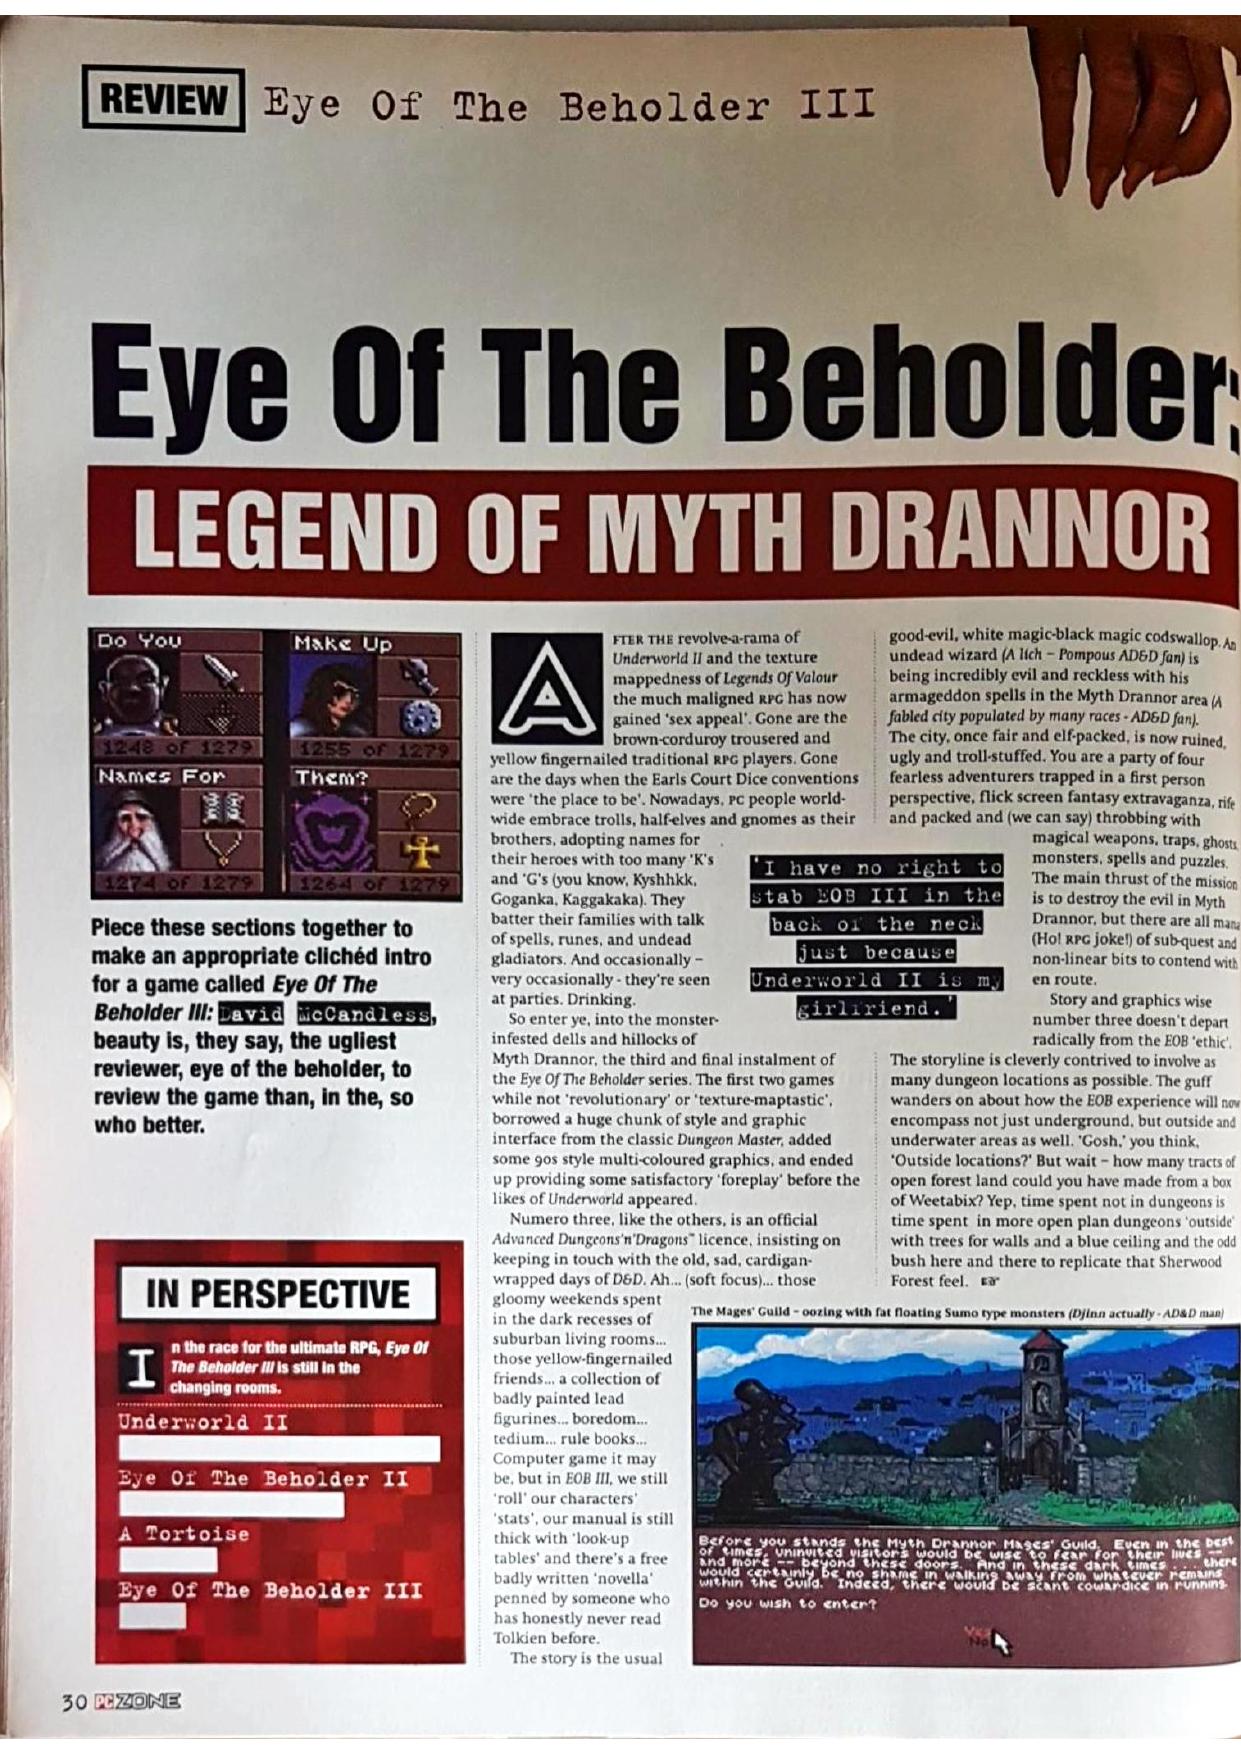 REVIEW Eye Of The Beholder III
Eye Of The Beholder:
LEGEND OF MYTH DRANNOR
Do You
Make Up
1248 of 1279
1255 of 1279
Names For
Them?
1274 of 1279
1264 of 1279
Piece these sections together to
make an appropriate clichéd intro
for a game called Eye Of The
Beholder III: David McCandless,
beauty is, they say, the ugliest
reviewer, eye of the beholder, to
review the game than, in the, so
who better.
IN PERSPECTIVE
In the race for the ultimate RPG, Eye Of
The Beholder III is still in the
changing rooms.
Underworld II
Eye Of The Beholder II
A Tortoise
Eye Of The Beholder III
AFTER THE revolve-a-rama of
Underworld II and the texture
mappedness of Legends Of Valour
the much maligned RPG has now
gained 'sex appeal'. Gone are the
brown-corduroy trousered and
yellow fingernailed traditional RPG players. Gone
are the days when the Earls Court Dice conventions
were 'the place to be'. Nowadays, PC people world-
wide embrace trolls, half-elves and gnomes as their
brothers, adopting names for
their heroes with too many 'K's
and 'G's (you know, Kyshhkk,
Goganka, Kaggakaka). They
batter their families with talk
of spells, runes, and undead
gladiators. And occasionally –
very occasionally - they're seen
at parties. Drinking.
So enter ye, into the monster-
infested dells and hillocks of
Myth Drannor, the third and final instalment of
the Eye Of The Beholder series. The first two games
while not 'revolutionary' or 'texture-maptastic',
borrowed a huge chunk of style and graphic
interface from the classic Dungeon Master, added
some 90s style multi-coloured graphics, and ended
up providing some satisfactory 'foreplay' before the
likes of Underworld appeared.
Numero three, like the others, is an official
Advanced Dungeons'n'Dragons™ licence, insisting on
keeping in touch with the old, sad, cardigan-
wrapped days of D&D. Ah... (soft focus)... those
gloomy weekends spent
in the dark recesses of
suburban living rooms...
those yellow-fingernailed
friends... a collection of
badly painted lead
figurines... boredom...
tedium... rule books...
Computer game it may
be, but in EOB III, we still
'roll' our characters'
'stats', our manual is still
thick with 'look-up
tables' and there's a free
badly written 'novella'
penned by someone who
has honestly never read
Tolkien before.
The story is the usual
'I have no right to
stab EOB III in the
back of the neck
just because
Underworld II is my
girlfriend.'
good-evil, white magic-black magic codswallop. An
undead wizard (A lich – Pompous AD&D fan) is
being incredibly evil and reckless with his
armageddon spells in the Myth Drannor area (A
fabled city populated by many races - AD&D fan).
The city, once fair and elf-packed, is now ruined,
ugly and troll-stuffed. You are a party of four
fearless adventurers trapped in a first person
perspective, flick screen fantasy extravaganza, rife
and packed and (we can say) throbbing with
magical weapons, traps, ghosts,
monsters, spells and puzzles.
The main thrust of the mission
is to destroy the evil in Myth
Drannor, but there are all mana
(Ho! RPG joke!) of sub-quest and
non-linear bits to contend with
en route.
Story and graphics wise
number three doesn't depart
radically from the EOB 'ethic'.
The storyline is cleverly contrived to involve as
many dungeon locations as possible. The guff
wanders on about how the EOB experience will now
encompass not just underground, but outside and
underwater areas as well. 'Gosh,' you think,
'Outside locations?' But wait – how many tracts of
open forest land could you have made from a box
of Weetabix? Yep, time spent not in dungeons is
time spent in more open plan dungeons 'outside'
with trees for walls and a blue ceiling and the odd
bush here and there to replicate that Sherwood
Forest feel. ☞
The Mages' Guild – oozing with fat floating Sumo type monsters (Djinn actually - AD&D man)
Before you stands the Myth Drannor Mages' Guild. Even in the best
of times, uninvited visitors would be wise to fear for their lives --
and more -- beyond these doors. And in these dark times . . . there
would certainly be no shame in walking away from whatever remains
within the Guild. Indeed, there would be scant cowardice in running.
Do you wish to enter?
Yes
No
30 PC ZONE